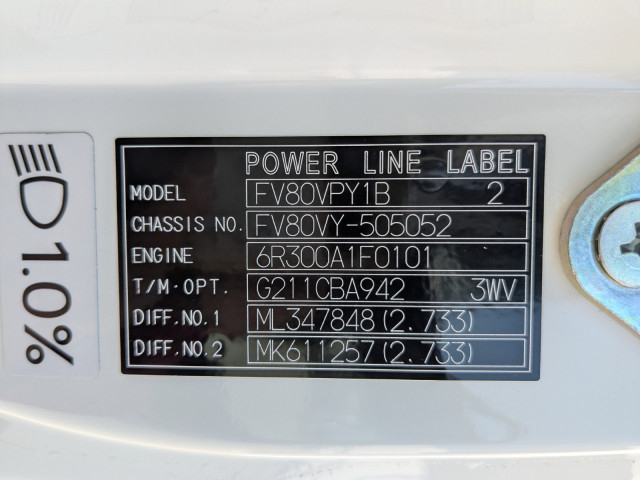 POWER LINE LABEL
MODEL FV80VPY1B 2
CHASSIS NO. FV80VY-505052
ENGINE 6R300A1F0101
T/M·OPT. G211CBA942 3WV
DIFF.NO.1 ML347848(2.733)
DIFF.NO.2 MK611257(2.733)
1.0%